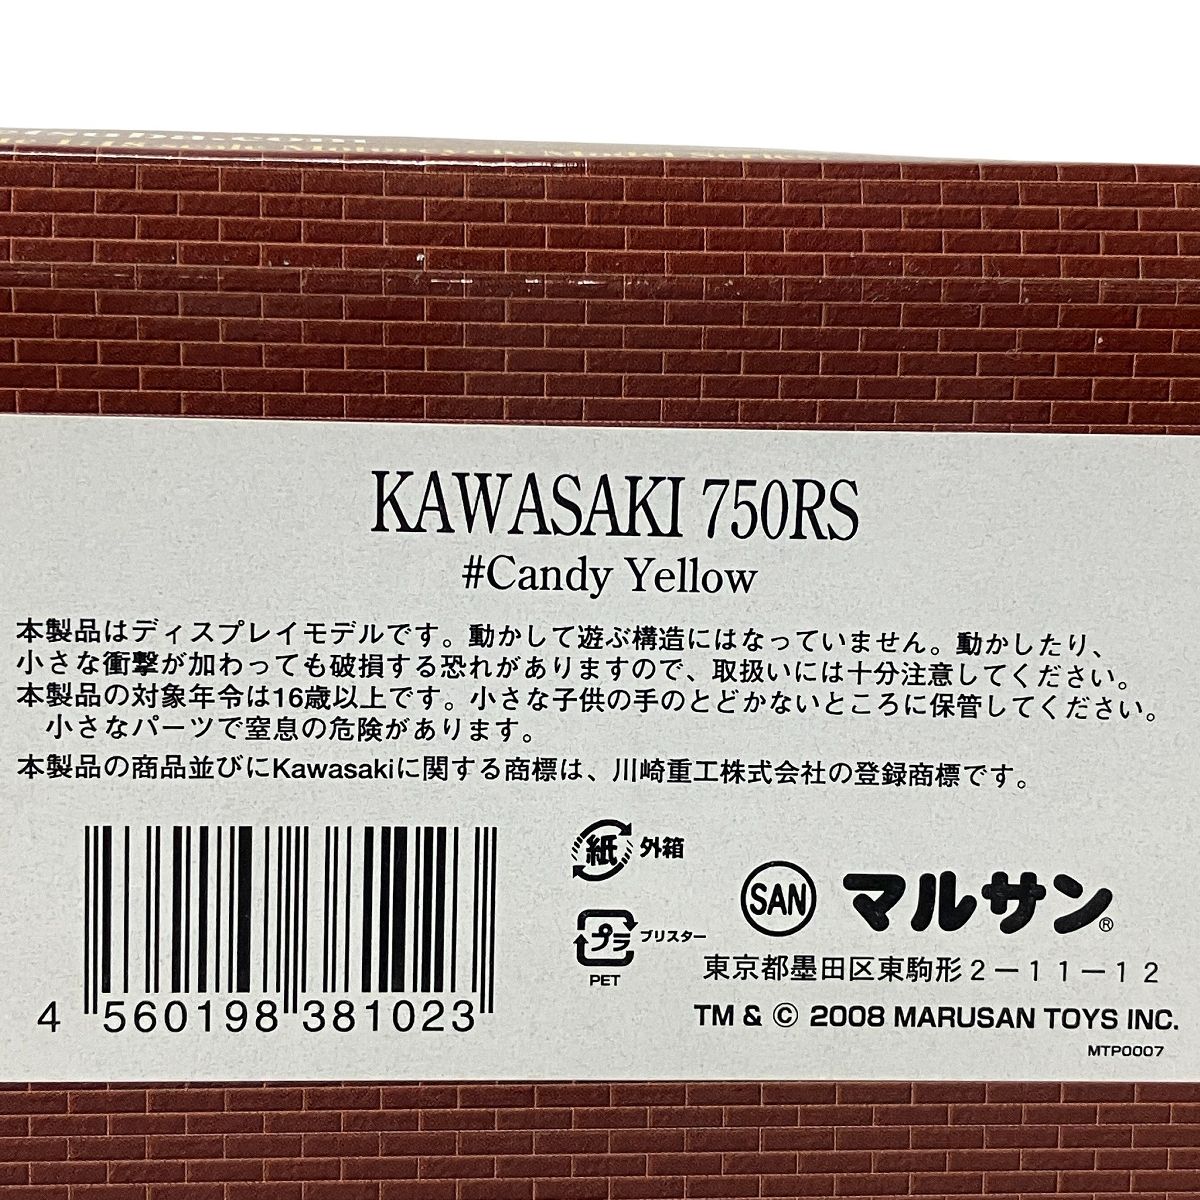 KAWASAKI 750RS
#Candy Yellow
本製品はディスプレイモデルです。動かして遊ぶ構造にはなっていません。動かしたり、
小さな衝撃が加わっても破損する恐れがありますので、取扱いには十分注意してください。
本製品の対象年令は16歳以上です。小さな子供の手のとどかないところに保管してください。
小さなパーツで窒息の危険があります。
本製品の商品並びにKawasakiに関する商標は、川崎重工株式会社の登録商標です。
4 560198 381023
紙 外箱
プラ ブリスター
PET
SAN マルサン®
東京都墨田区東駒形2-11-12
TM & © 2008 MARUSAN TOYS INC.
MTP0007